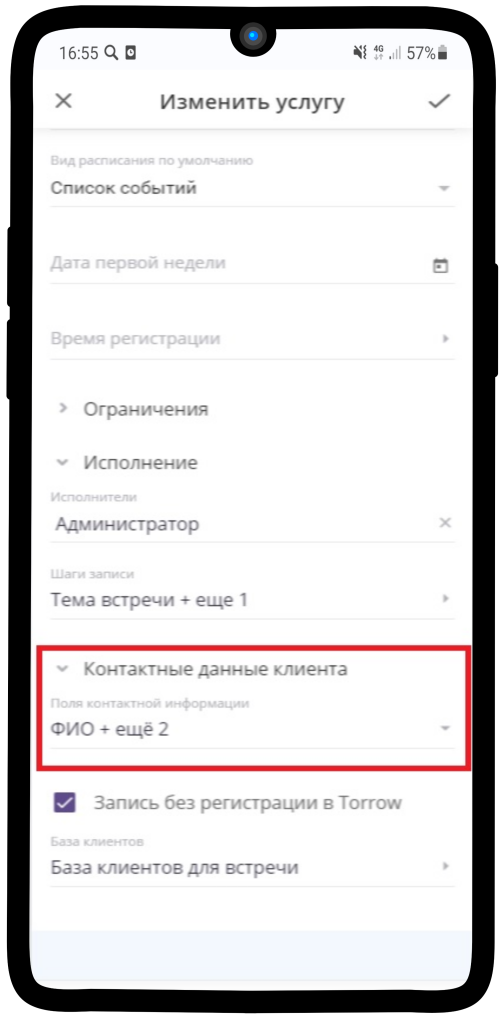 16:55
4G 57%
Изменить услугу
Вид расписания по умолчанию
Список событий
Дата первой недели
Время регистрации
Ограничения
Исполнение
Исполнители
Администратор
Шаги записи
Тема встречи + еще 1
Контактные данные клиента
Поля контактной информации
ФИО + ещё 2
Запись без регистрации в Torrow
База клиентов
База клиентов для встречи